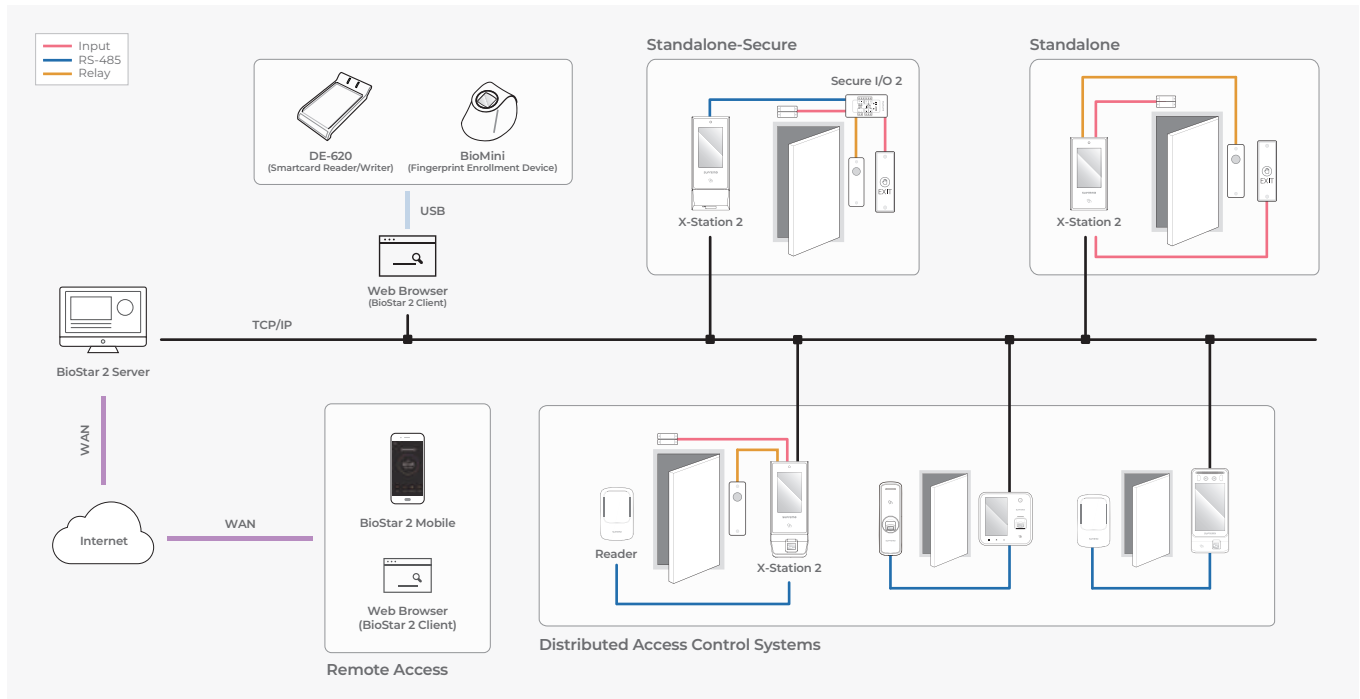 Input
RS-485
Relay
DE-620
(Smartcard Reader/Writer)
BioMini
(Fingerprint Enrollment Device)
USB
Web Browser
(BioStar 2 Client)
TCP/IP
BioStar 2 Server
WAN
Internet
WAN
BioStar 2 Mobile
Web Browser
(BioStar 2 Client)
Remote Access
Standalone-Secure
Secure I/O 2
EXIT
X-Station 2
Standalone
EXIT
X-Station 2
Reader
X-Station 2
Distributed Access Control Systems